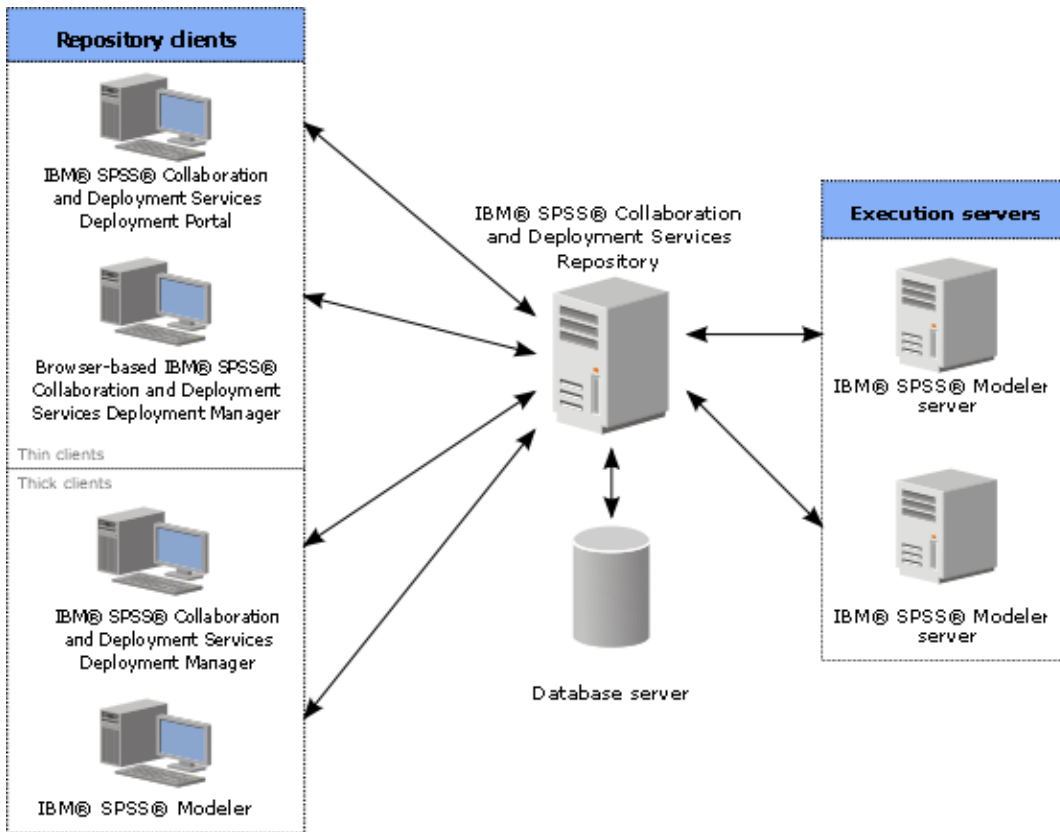 Repository clients
IBM® SPSS® Collaboration
and Deployment Services
Deployment Portal
Browser-based IBM® SPSS®
Collaboration and Deployment
Services Deployment Manager
Thin clients
Thick clients
IBM® SPSS® Collaboration
and Deployment Services
Deployment Manager
IBM® SPSS® Modeler
IBM® SPSS® Collaboration
and Deployment Services
Repository
Database server
Execution servers
IBM® SPSS® Modeler
server
IBM® SPSS® Modeler
server